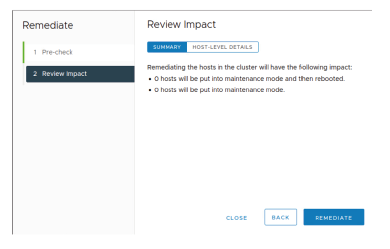 Remediate
1 Pre-check
2 Review Impact
Review Impact
SUMMARY HOST-LEVEL DETAILS
Remediating the hosts in the cluster will have the following impact:
• 0 hosts will be put into maintenance mode and then rebooted.
• 0 hosts will be put into maintenance mode.
CLOSE BACK REMEDIATE